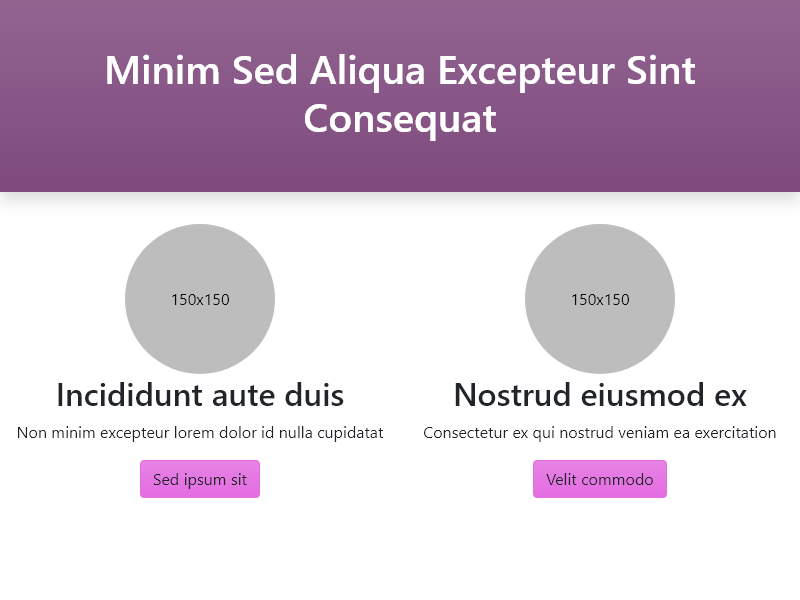 Minim Sed Aliqua Excepteur Sint
Consequat
150x150
Incididunt aute duis
Non minim excepteur lorem dolor id nulla cupidatat
Sed ipsum sit
150x150
Nostrud eiusmod ex
Consectetur ex qui nostrud veniam ea exercitation
Velit commodo